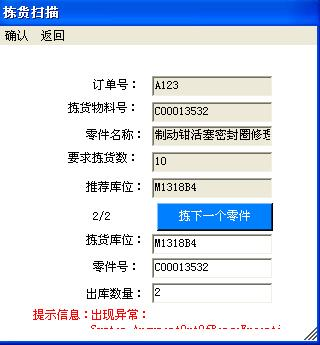 拣货扫描
确认 返回
订单号： A123
拣货物料号： C00013532
零件名称： 制动钳活塞密封圈修理
要求拣货数： 10
推荐库位： M1318B4
2/2 拣下一个零件
拣货库位： M1318B4
零件号： C00013532
出库数量： 2
提示信息：出现异常：